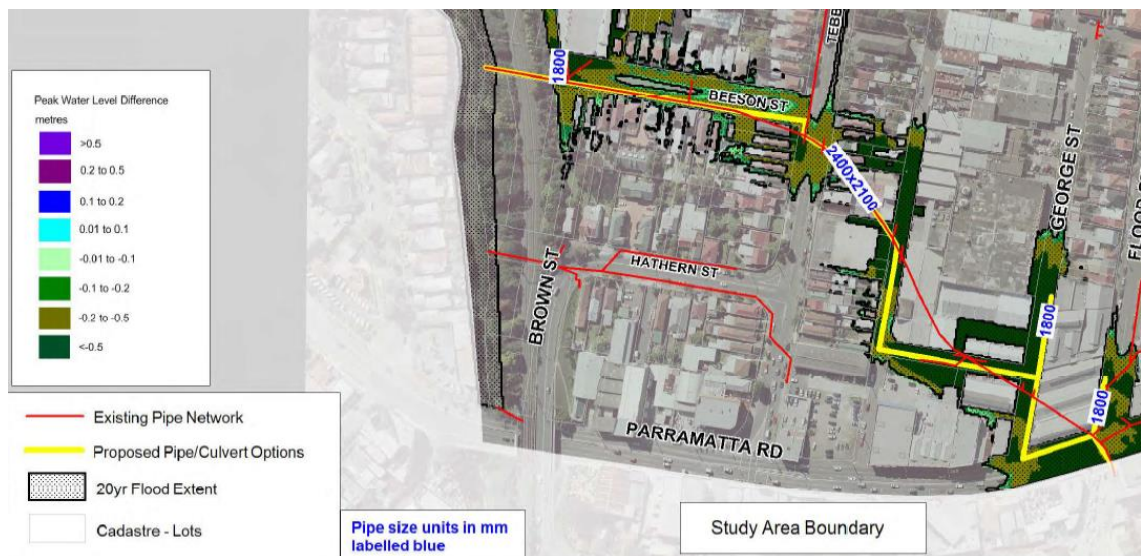 Peak Water Level Difference
metres
>0.5
0.2 to 0.5
0.1 to 0.2
0.01 to 0.1
-0.01 to -0.1
-0.1 to -0.2
-0.2 to -0.5
<-0.5
Existing Pipe Network
Proposed Pipe/Culvert Options
20yr Flood Extent
Cadastre - Lots
Pipe size units in mm
labelled blue
Study Area Boundary
1800
BEESON ST
TEBB
2400x2100
GEORGE ST
HATHERN ST
BROWN ST
1800
1800
PARRAMATTA RD